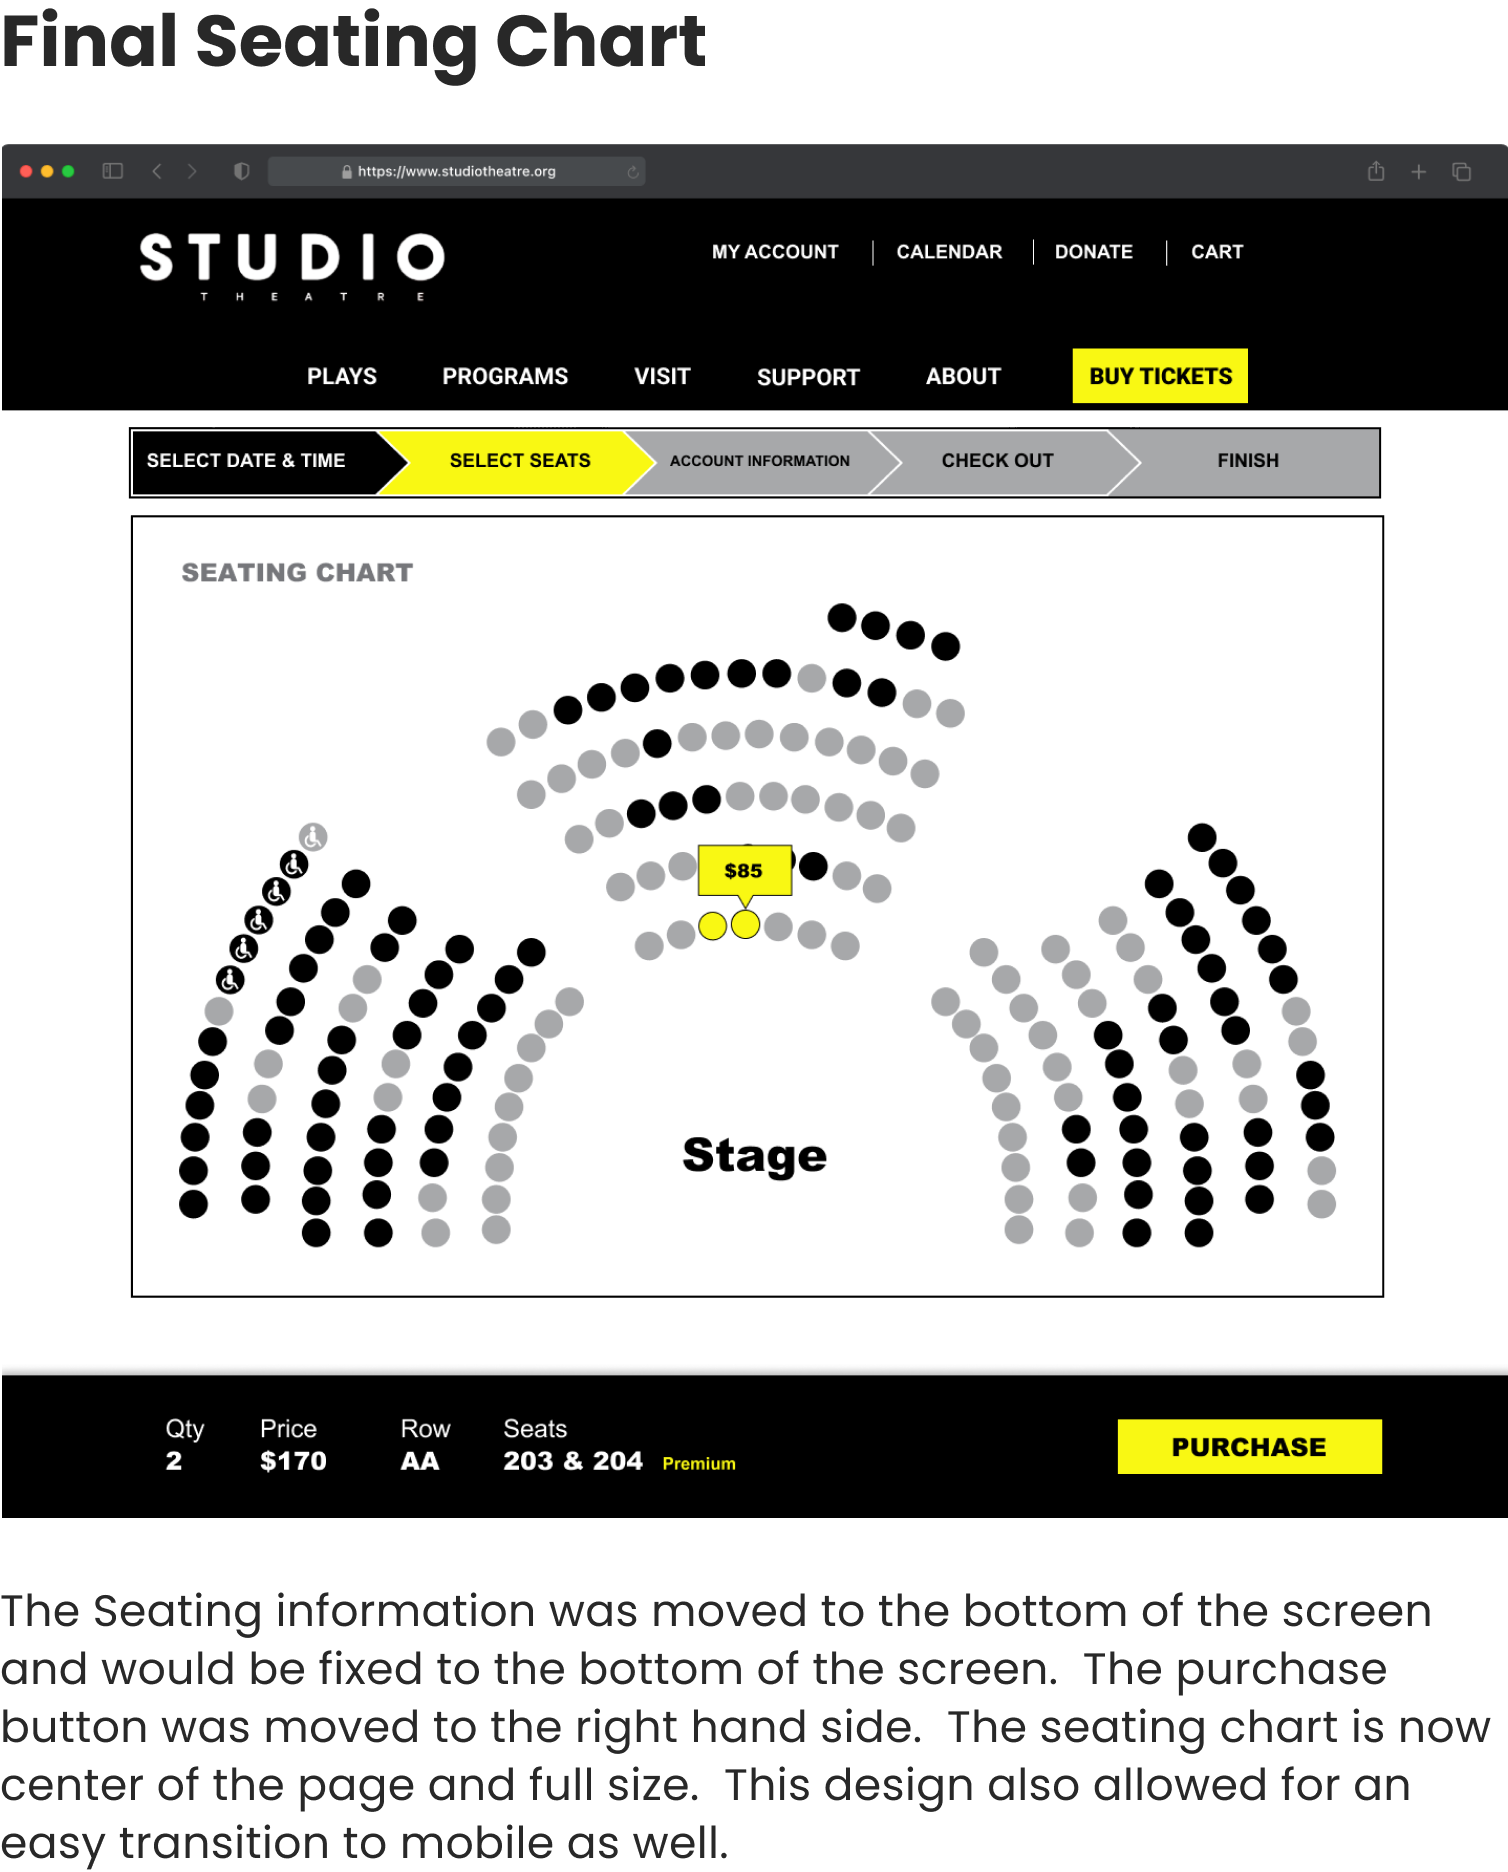 Final Seating Chart
https://www.studiotheatre.org
STUDIO
THEATRE
MY ACCOUNT | CALENDAR | DONATE | CART
PLAYS PROGRAMS VISIT SUPPORT ABOUT BUY TICKETS
SELECT DATE & TIME SELECT SEATS ACCOUNT INFORMATION CHECK OUT FINISH
SEATING CHART
$85
Stage
Qty Price Row Seats
2 $170 AA 203 & 204 Premium
PURCHASE
The Seating information was moved to the bottom of the screen
and would be fixed to the bottom of the screen.  The purchase
button was moved to the right hand side.  The seating chart is now
center of the page and full size.  This design also allowed for an
easy transition to mobile as well.